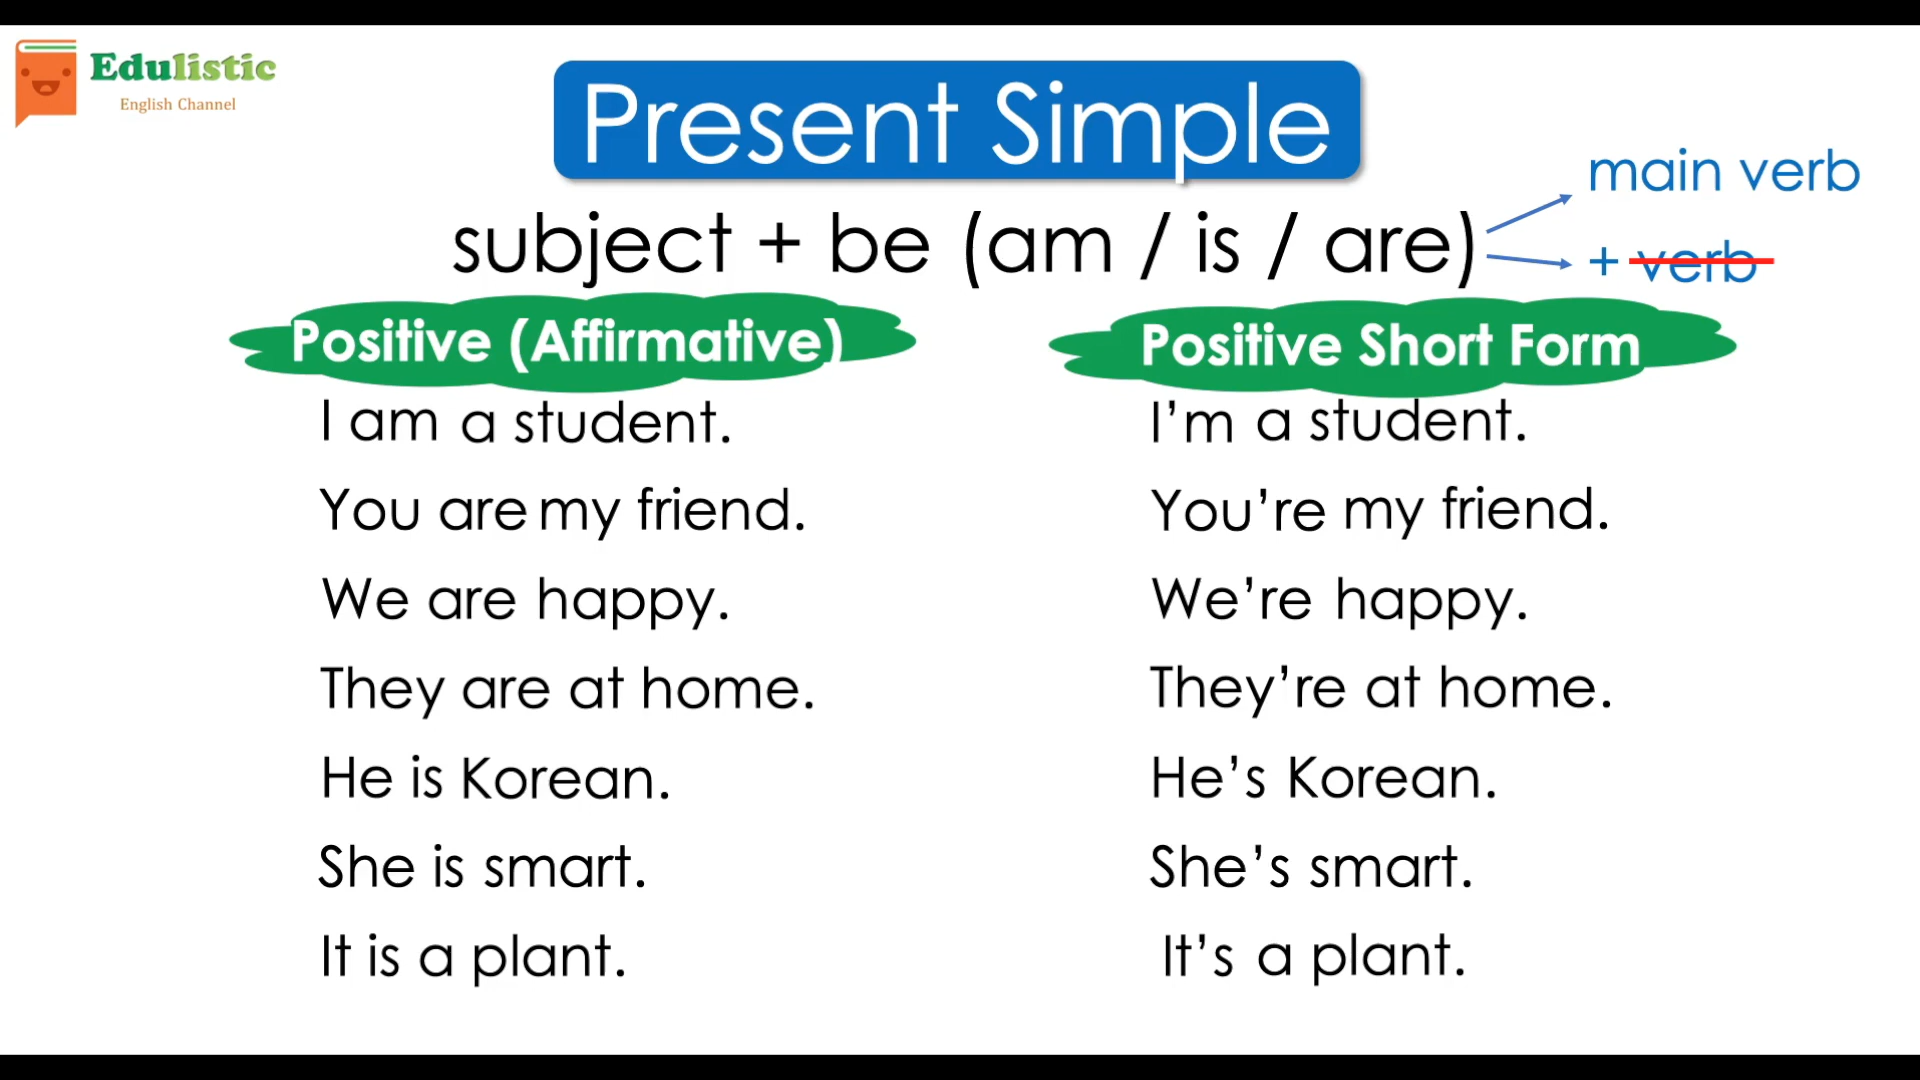 Edulistic
English Channel
Present Simple
subject + be (am / is / are)
main verb
+ verb
Positive (Affirmative)
I am a student.
You are my friend.
We are happy.
They are at home.
He is Korean.
She is smart.
It is a plant.
Positive Short Form
I’m a student.
You’re my friend.
We’re happy.
They’re at home.
He’s Korean.
She’s smart.
It’s a plant.